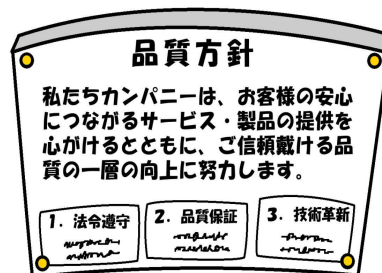 品質方針
私たちカンパニーは、お客様の安心
につながるサービス・製品の提供を
心がけるとともに、ご信頼戴ける品
質の一層の向上に努力します。
1. 法令遵守
2. 品質保証
3. 技術革新